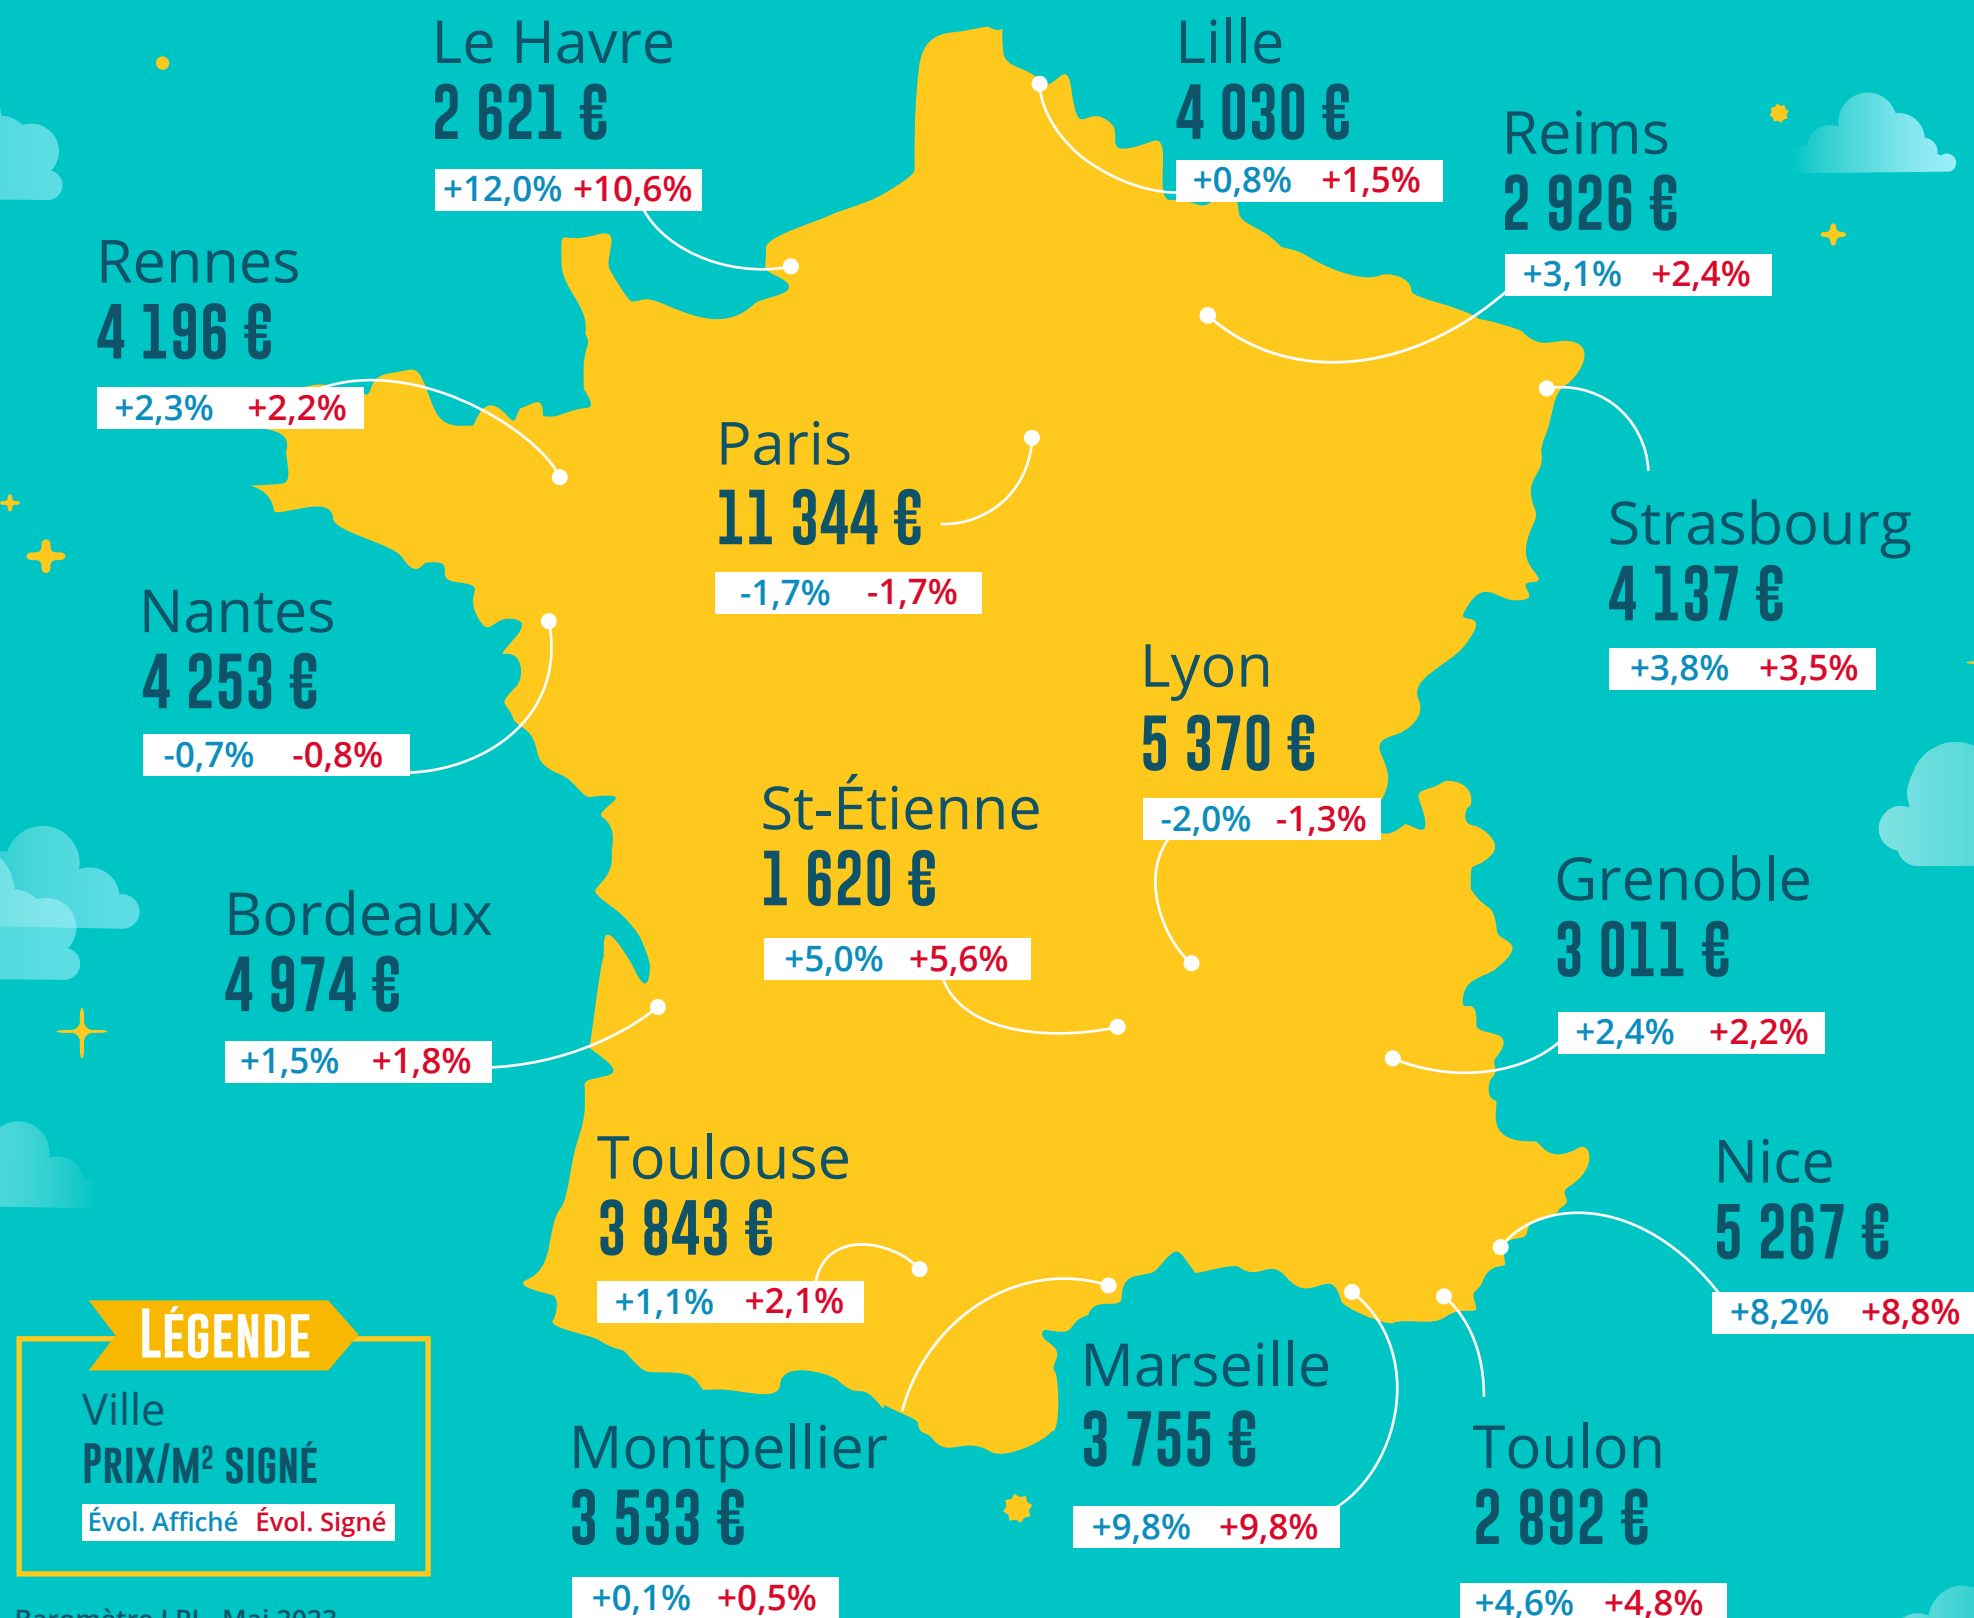 Le Havre
2 621 €
+12,0% +10,6%
Lille
4 030 €
+0,8% +1,5%
Reims
2 926 €
+3,1% +2,4%
Rennes
4 196 €
+2,3% +2,2%
Paris
11 344 €
-1,7% -1,7%
Strasbourg
4 137 €
+3,8% +3,5%
Nantes
4 253 €
-0,7% -0,8%
Lyon
5 370 €
-2,0% -1,3%
St-Étienne
1 620 €
+5,0% +5,6%
Grenoble
3 011 €
+2,4% +2,2%
Bordeaux
4 974 €
+1,5% +1,8%
Toulouse
3 843 €
+1,1% +2,1%
Nice
5 267 €
+8,2% +8,8%
Marseille
3 755 €
+9,8% +9,8%
Montpellier
3 533 €
+0,1% +0,5%
Toulon
2 892 €
+4,6% +4,8%
LÉGENDE
Ville
PRIX/M² SIGNÉ
Évol. Affiché Évol. Signé
Baromètre LPI - Mai 2023